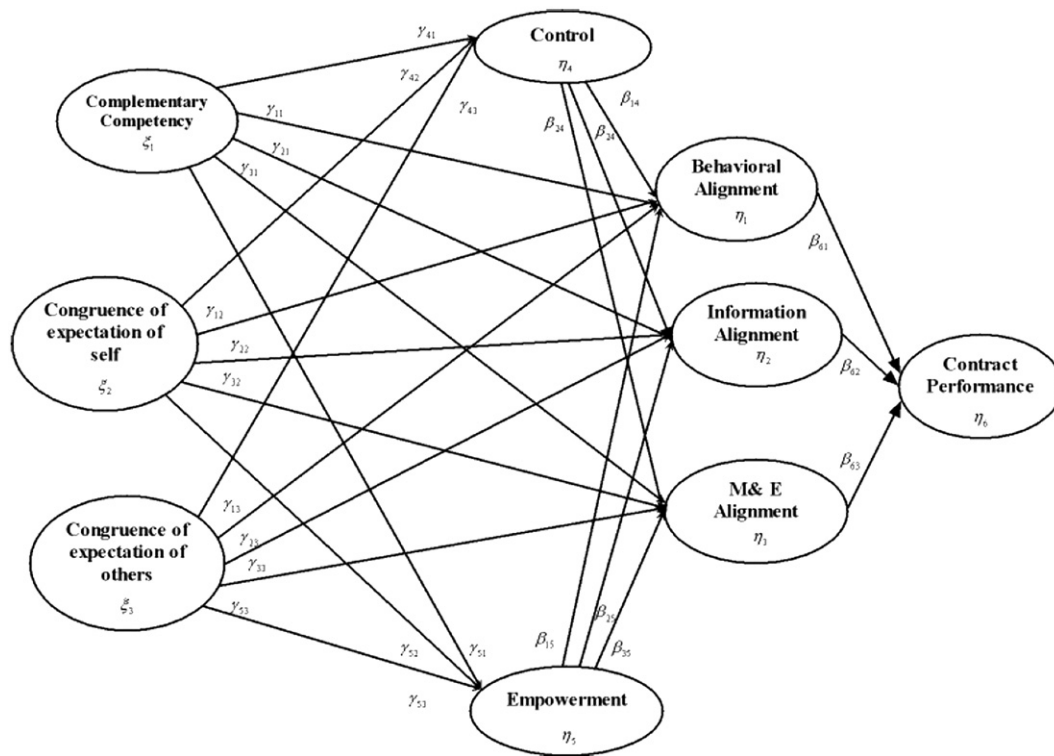 Control
η4
Complementary
Competency
ξ1
Congruence of
expectation of
self
ξ2
Congruence of
expectation of
others
ξ3
Empowerment
η5
Behavioral
Alignment
η1
Information
Alignment
η2
M& E
Alignment
η3
Contract
Performance
η6
γ41
γ42
γ43
γ11
γ21
γ31
γ12
γ22
γ32
γ13
γ23
γ33
γ53
γ52
γ51
γ53
β14
β24
β24
β15
β25
β35
β61
β62
β63